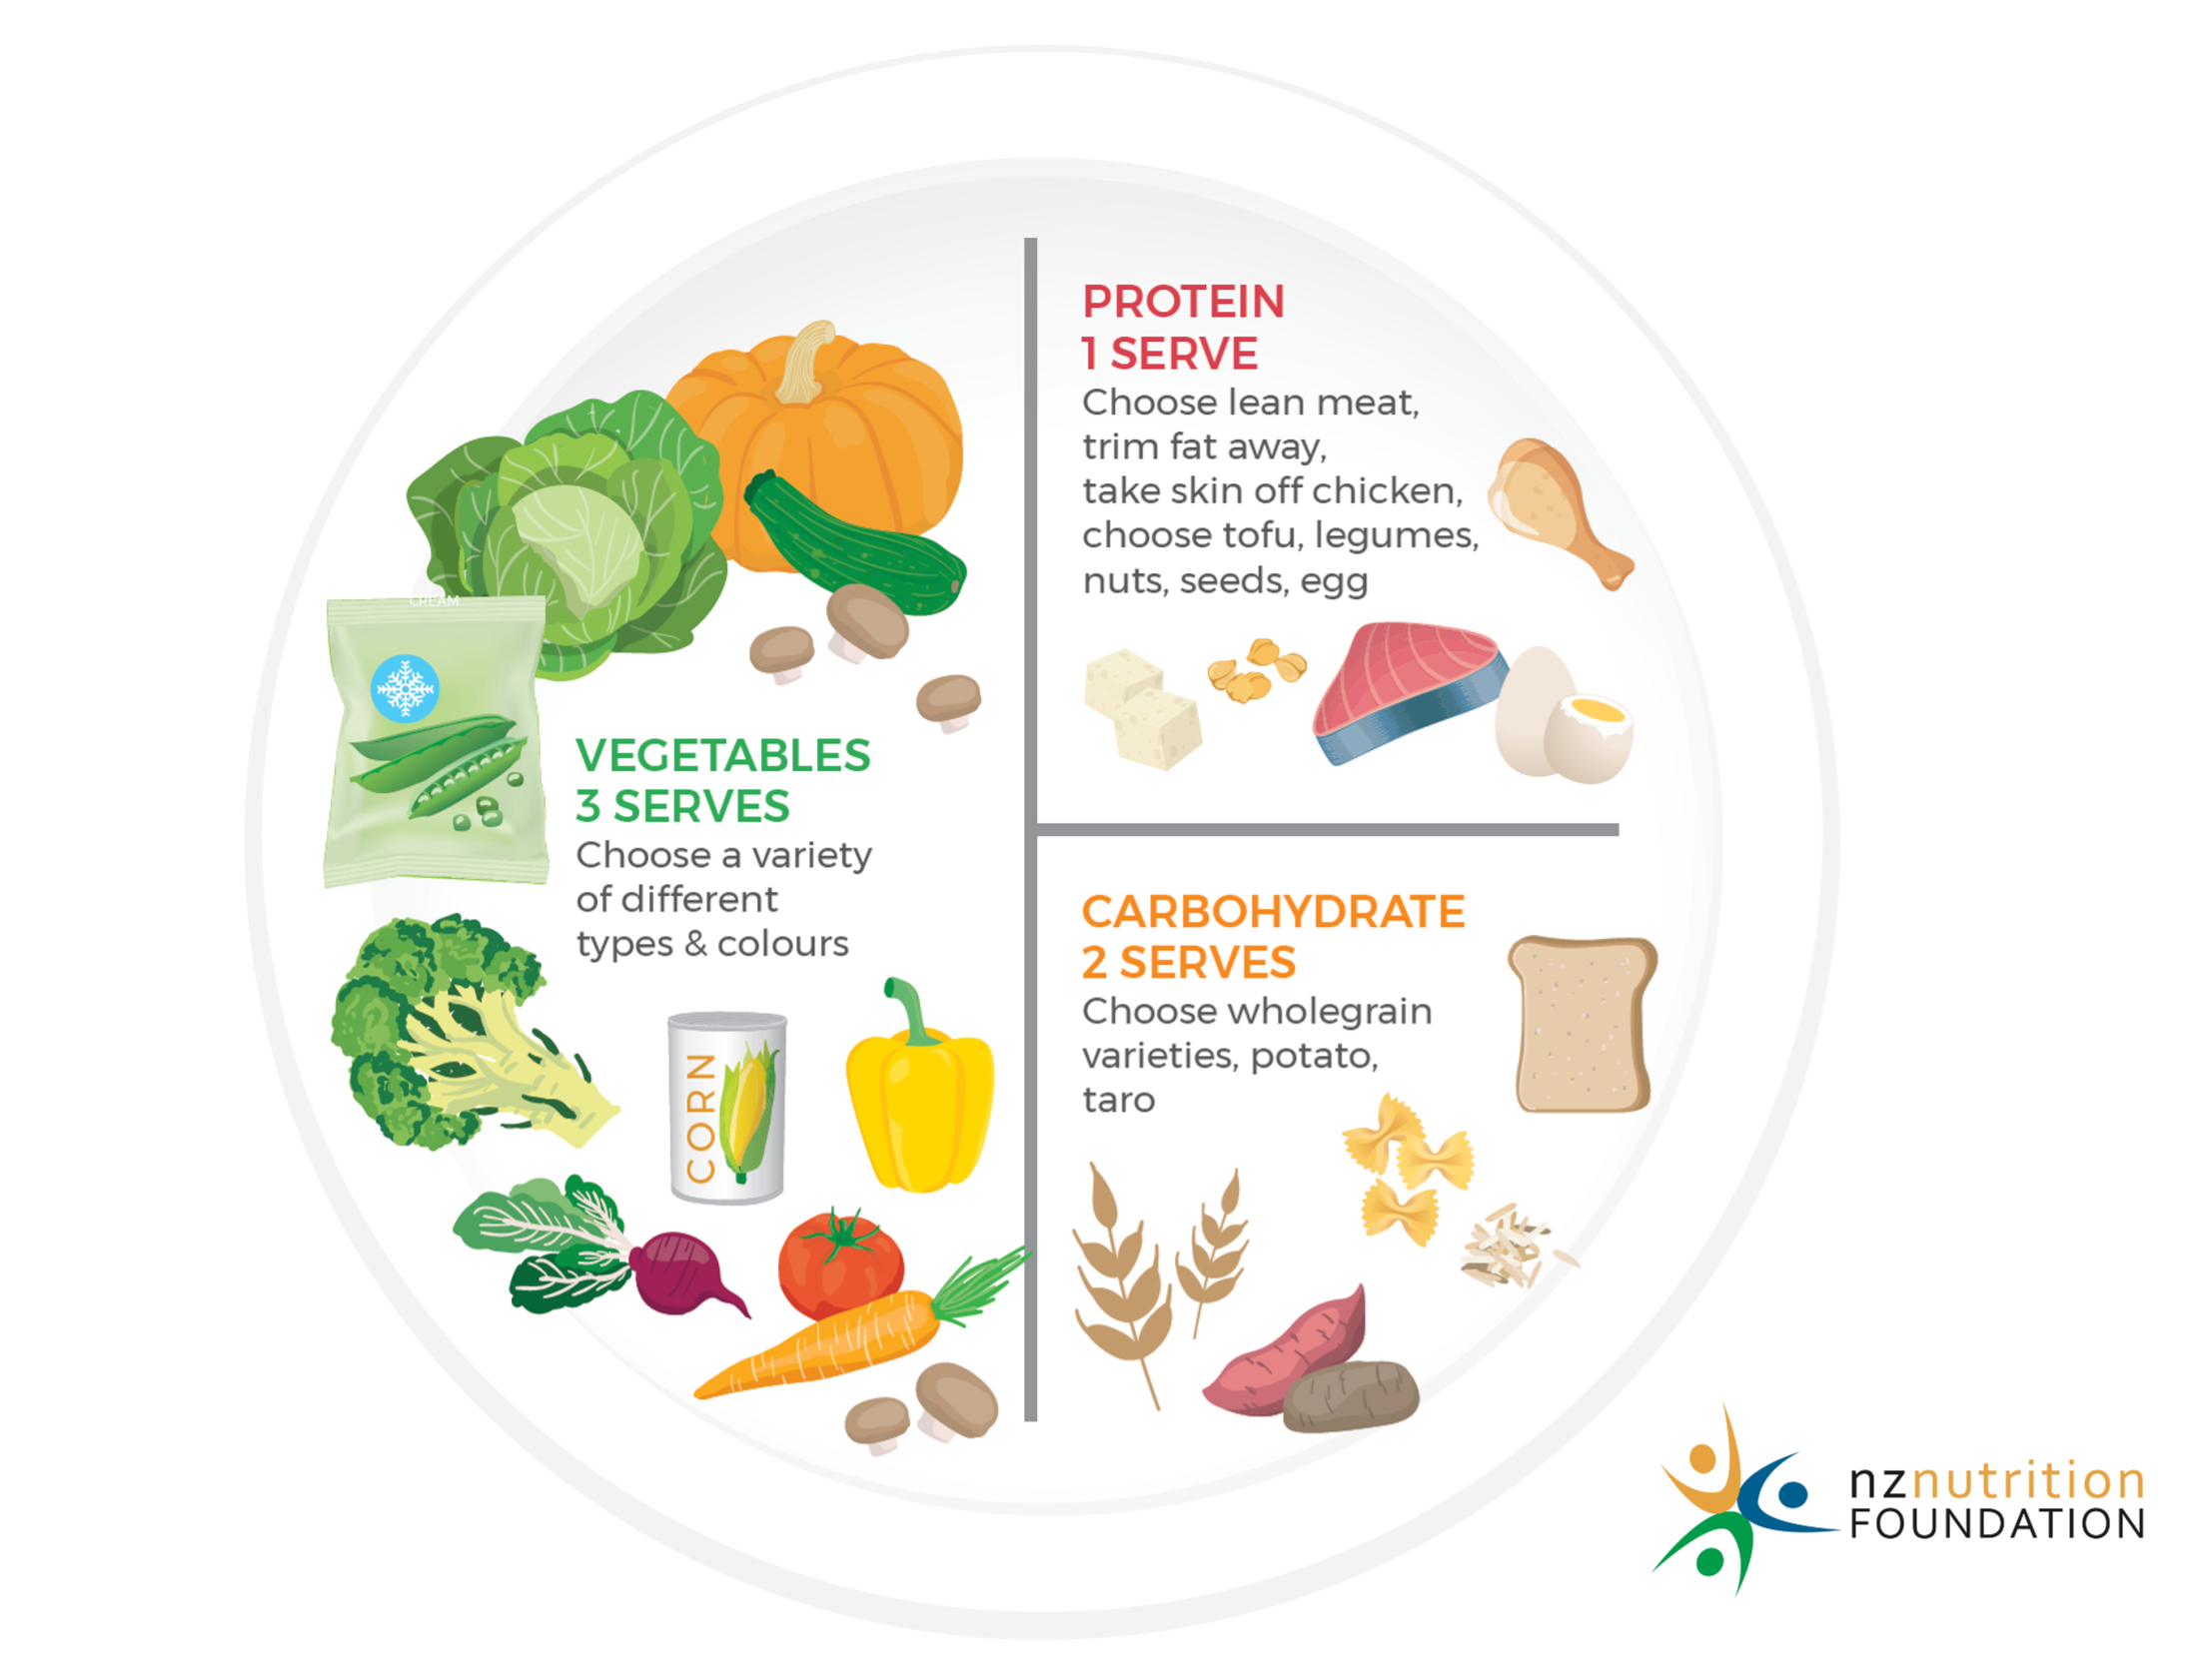 PROTEIN
1 SERVE
Choose lean meat,
trim fat away,
take skin off chicken,
choose tofu, legumes,
nuts, seeds, egg
CREAM
VEGETABLES
3 SERVES
Choose a variety
of different
types & colours
CORN
CARBOHYDRATE
2 SERVES
Choose wholegrain
varieties, potato,
taro
nznutrition
FOUNDATION